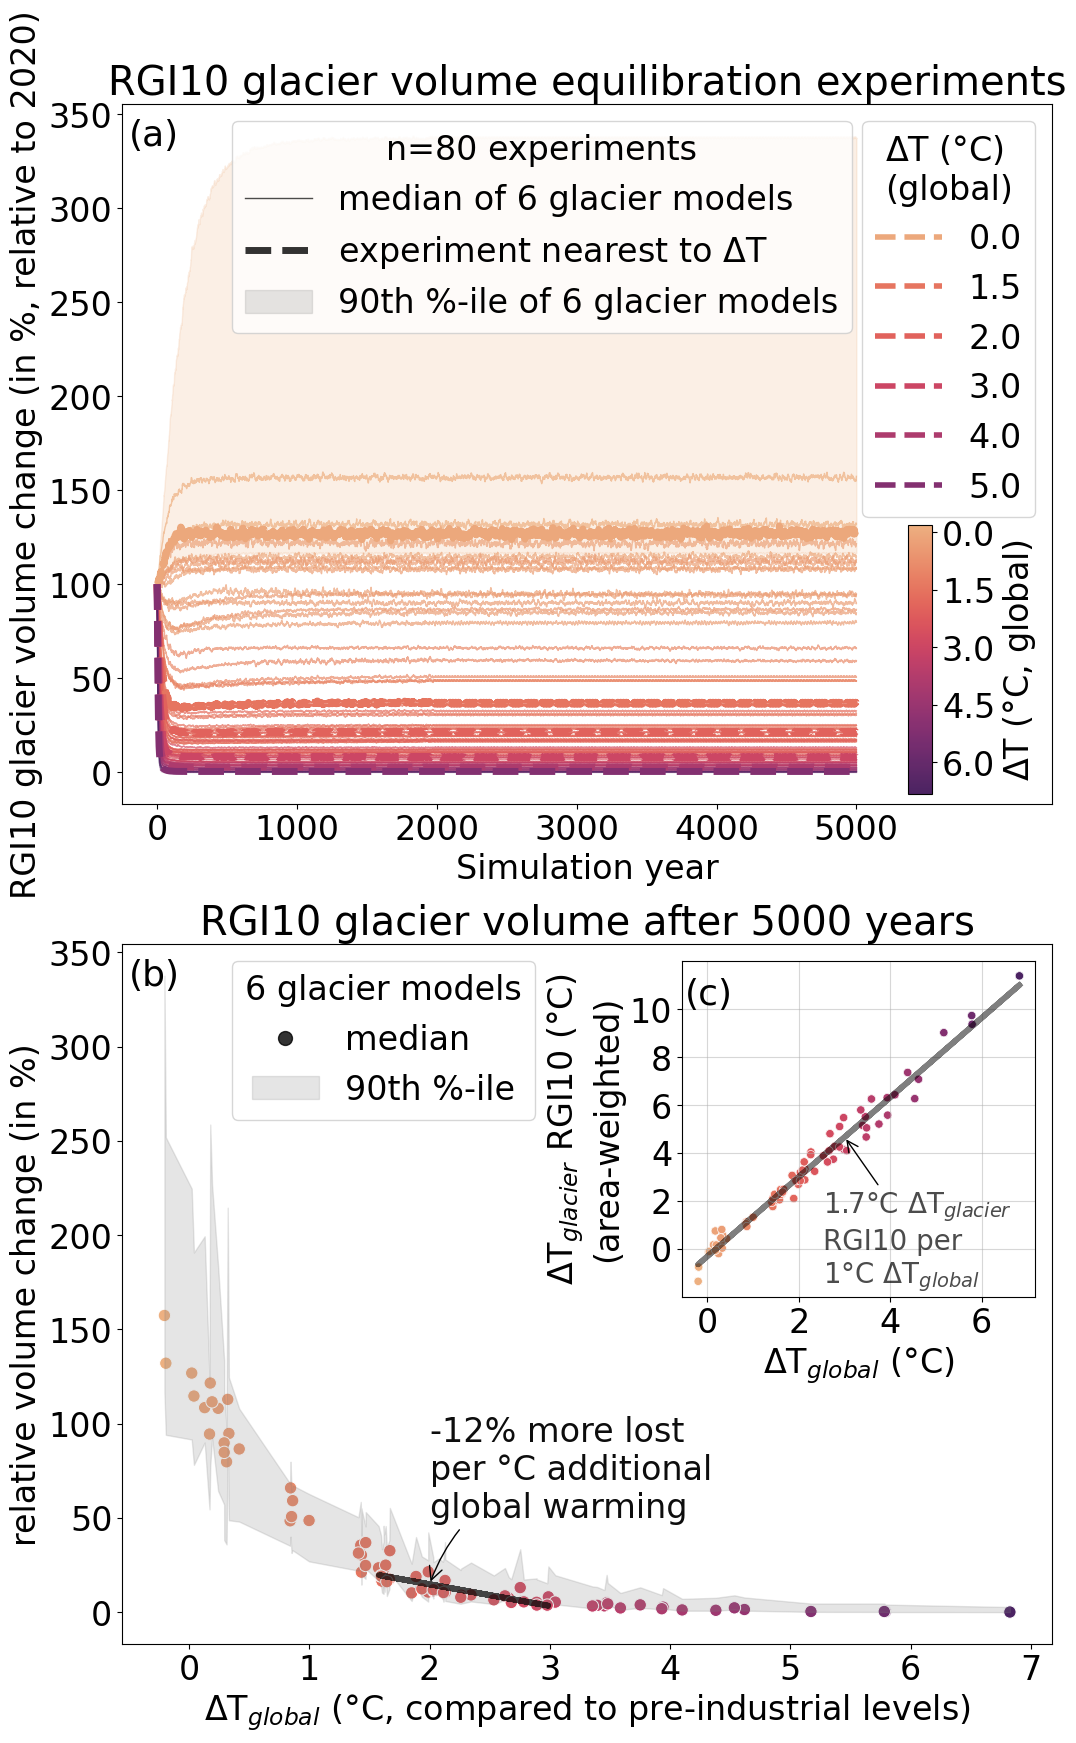 RGI10 glacier volume equilibration experiments
RGI10 glacier volume change (in %, relative to 2020)
350
300
250
200
150
100
50
0
(a)
n=80 experiments
median of 6 glacier models
experiment nearest to ΔT
90th %-ile of 6 glacier models
ΔT (°C)
(global)
0.0
1.5
2.0
3.0
4.0
5.0
0.0
1.5
3.0
4.5
6.0
ΔT (°C, global)
0 1000 2000 3000 4000 5000
Simulation year
RGI10 glacier volume after 5000 years
relative volume change (in %)
350
300
250
200
150
100
50
0
(b)
6 glacier models
median
90th %-ile
ΔTglacier RGI10 (°C)
(area-weighted)
10
8
6
4
2
0
(c)
1.7°C ΔTglacier
RGI10 per
1°C ΔTglobal
0 2 4 6
ΔTglobal (°C)
-12% more lost
per °C additional
global warming
0 1 2 3 4 5 6 7
ΔTglobal (°C, compared to pre-industrial levels)